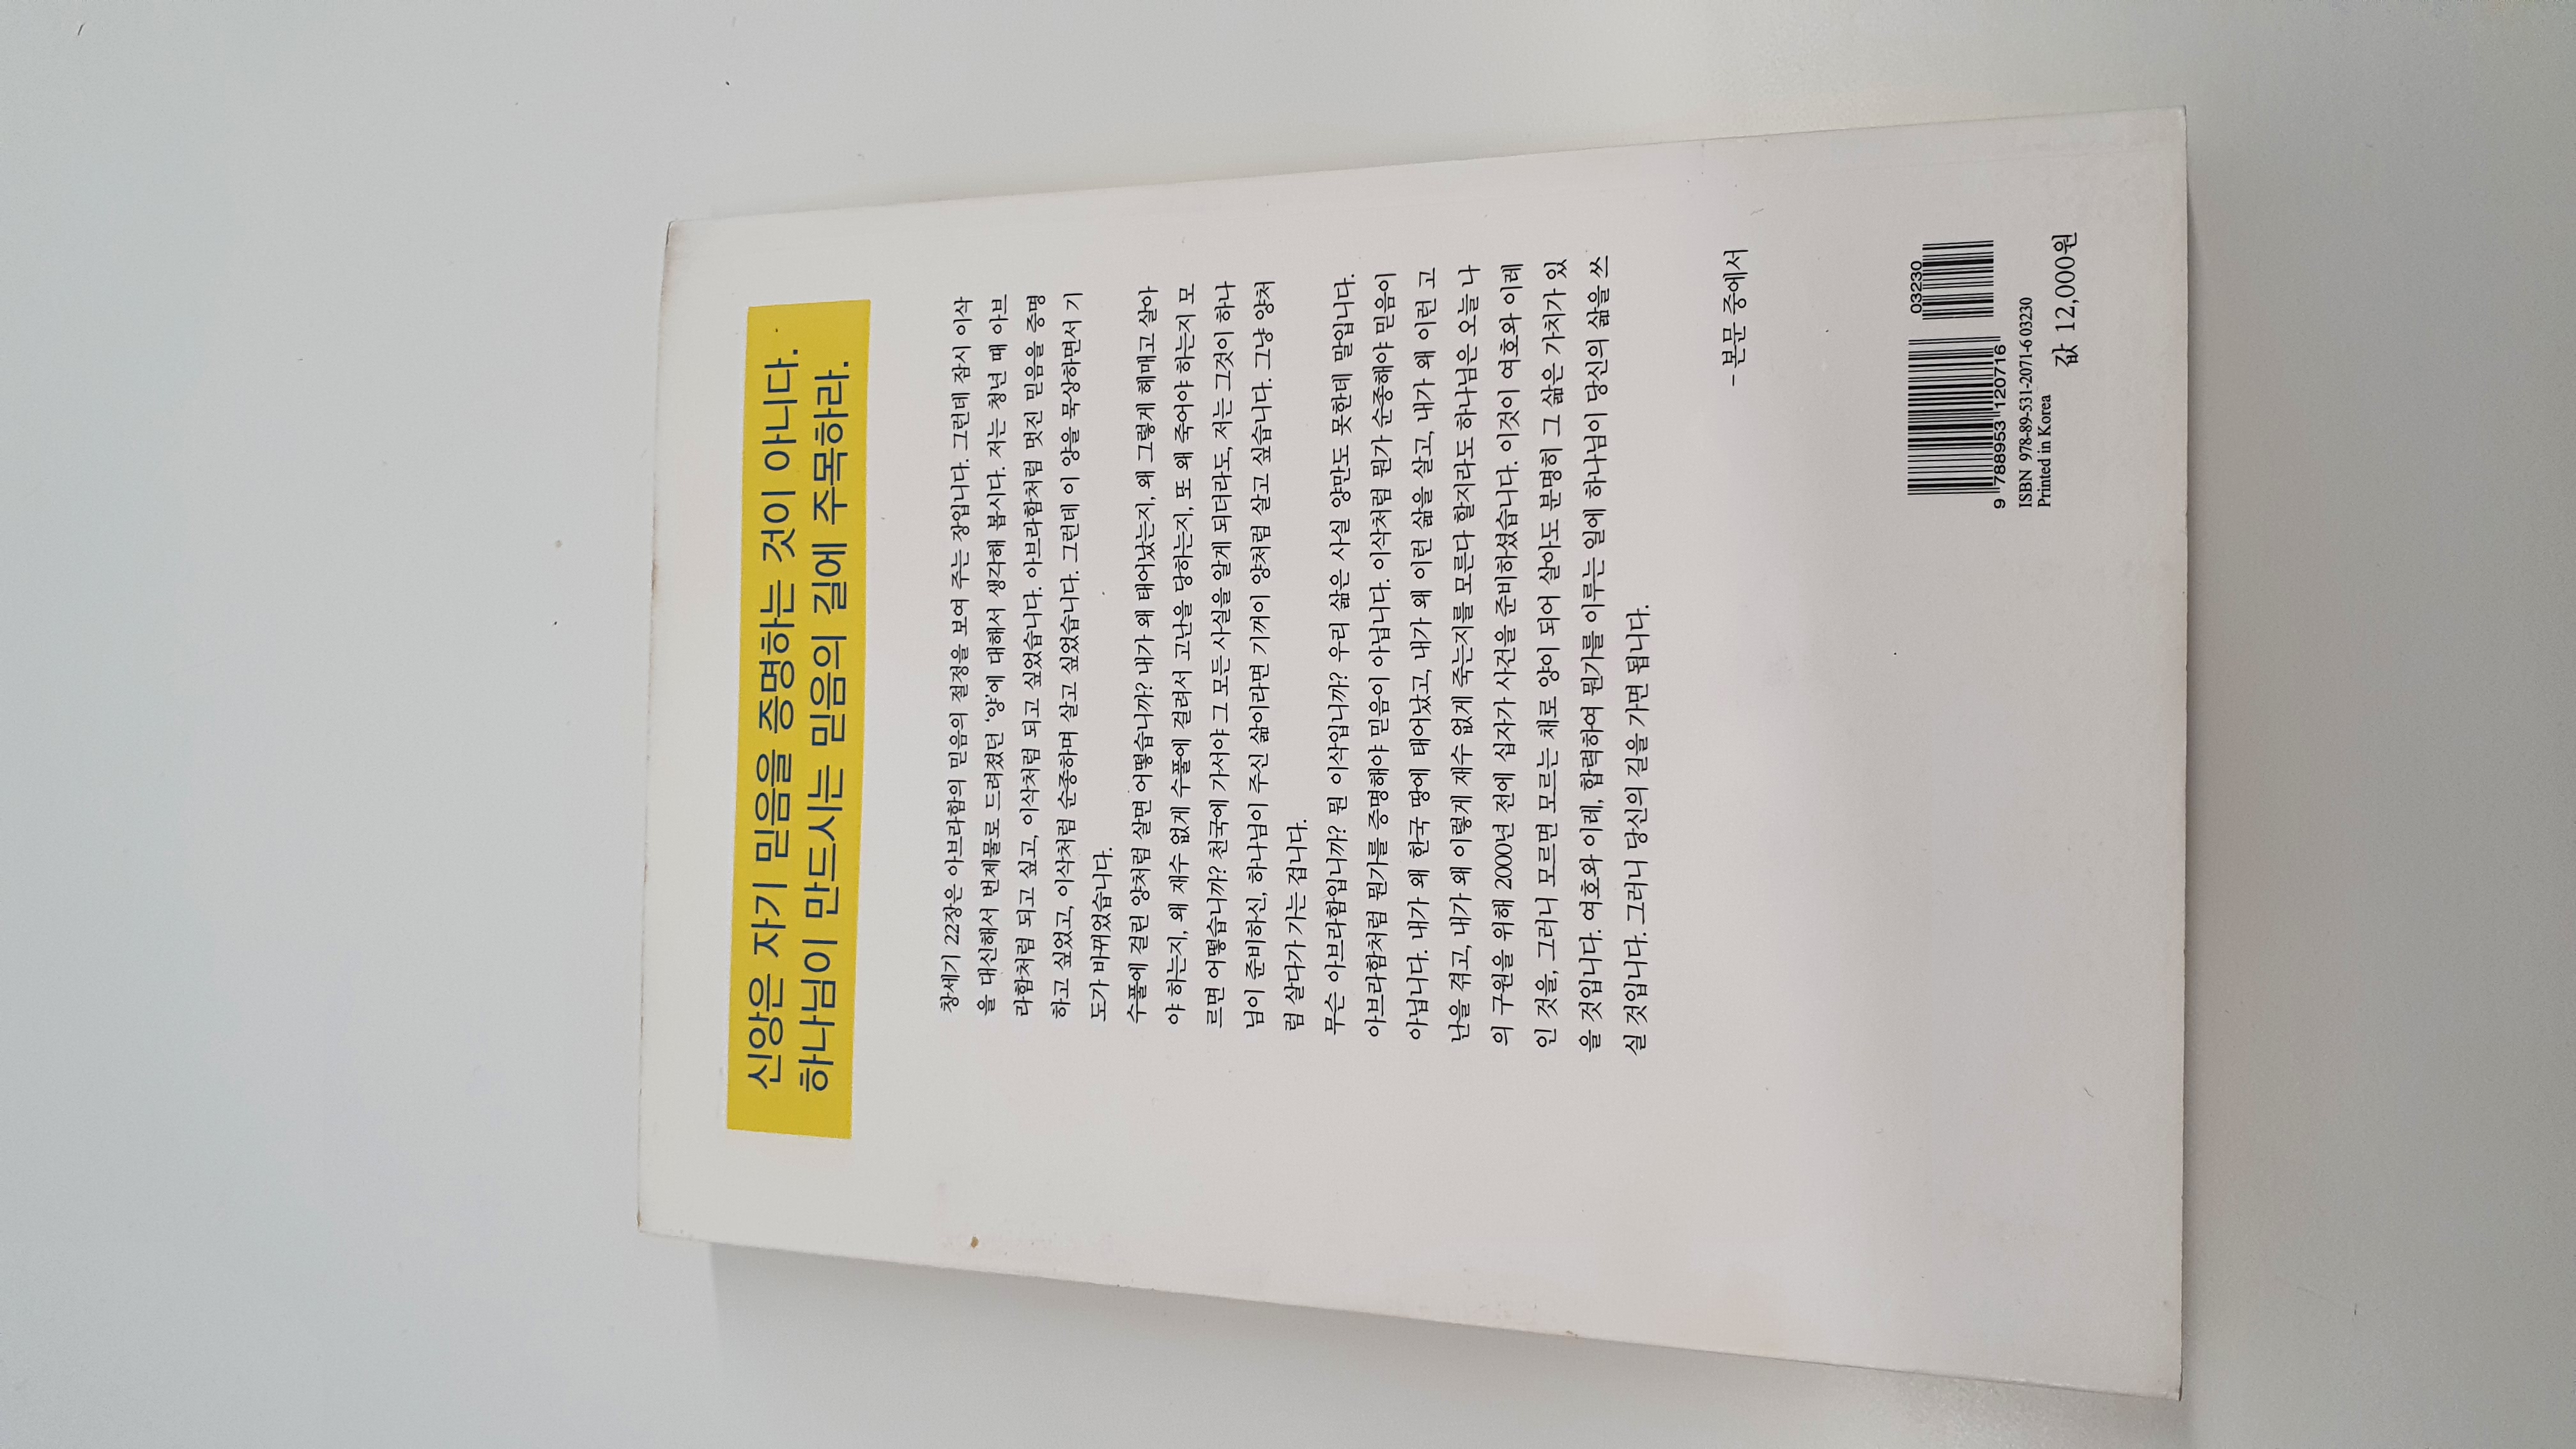 신앙은 자기 믿음을 증명하는 것이 아니다.
하나님이 만드시는 믿음의 길에 주목하라.
창세기 22장은 아브라함의 믿음의 절정을 보여 주는 장입니다. 그런데 잠시 이삭
을 대신해서 번제물로 드려졌던 ‘양’에 대해서 생각해 봅시다. 저는 청년 때 아브
라함처럼 되고 싶고, 이삭처럼 되고 싶었습니다. 아브라함처럼 멋진 믿음을 증명
하고 싶었고, 이삭처럼 순종하며 살고 싶었습니다. 그런데 이 양을 묵상하면서 기
도가 바뀌었습니다.
수풀에 걸린 양처럼 살면 어떻습니까? 내가 왜 태어났는지, 왜 그렇게 헤매고 살아
야 하는지, 왜 재수 없게 수풀에 걸려서 고난을 당하는지, 또 왜 죽어야 하는지 모
르면 어떻습니까? 천국에 가서야 그 모든 사실을 알게 되더라도, 저는 그것이 하나
님이 준비하신, 하나님이 주신 삶이라면 기꺼이 양처럼 살고 싶습니다. 그냥 양처
럼 살다가 가는 겁니다.
무슨 아브라함입니까? 뭔 이삭입니까? 우리 삶은 사실 양만도 못한데 말입니다.
아브라함처럼 뭔가를 증명해야 믿음이 아닙니다. 이삭처럼 뭔가 순종해야 믿음이
아닙니다. 내가 왜 한국 땅에 태어났고, 내가 왜 이런 삶을 살고, 내가 왜 이런 고
난을 겪고, 내가 왜 이렇게 재수 없게 죽는지를 모른다 할지라도 하나님은 오늘 나
의 구원을 위해 2000년 전에 십자가 사건을 준비하셨습니다. 이것이 여호와 이레
인 것을, 그러니 모르면 모르는 채로 양이 되어 살아도 분명히 그 삶은 가치가 있
을 것입니다. 여호와 이레, 합력하여 뭔가를 이루는 일에 하나님이 당신의 삶을 쓰
실 것입니다. 그러니 당신의 길을 가면 됩니다.
– 본문 중에서
03230
9 788953 120716
ISBN 978-89-531-2071-6 03230
Printed in Korea
값 12,000원